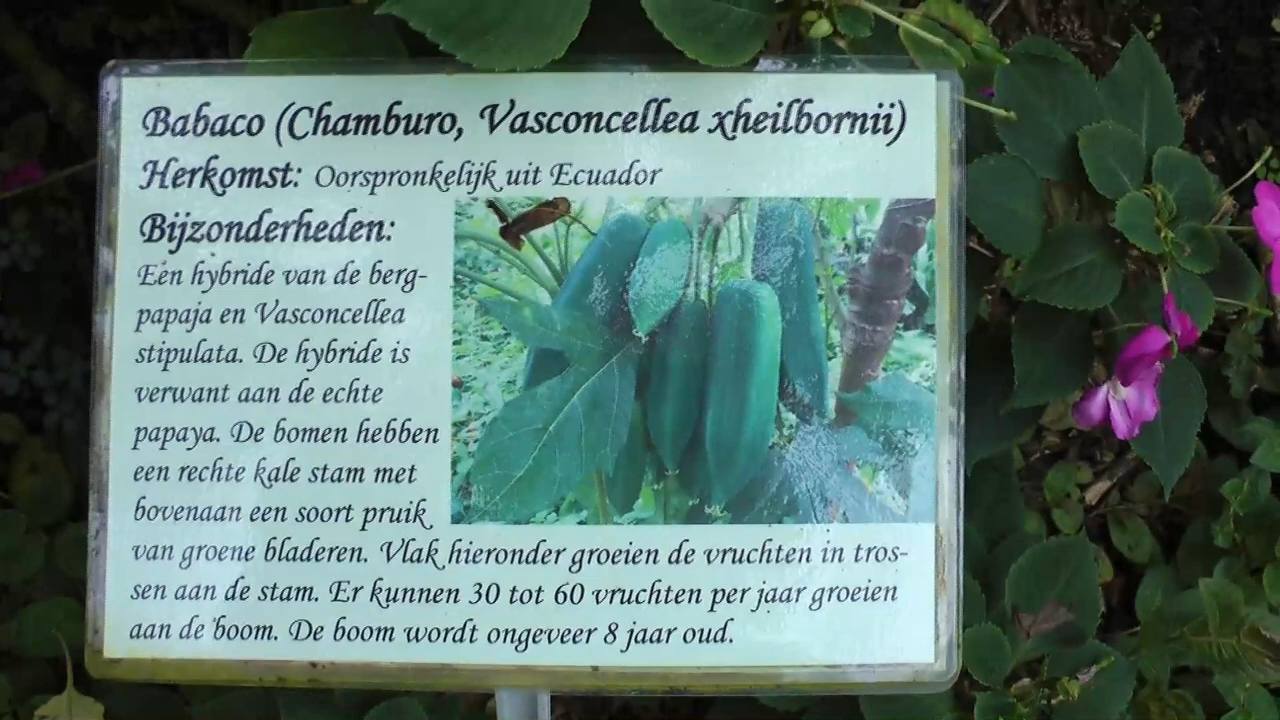 Babaco (Chamburo, Vasconcellea xheilbornii)
Herkomst: Oorspronkelijk uit Ecuador
Bijzonderheden:
Een hybride van de berg-
papaja en Vasconcellea
stipulata. De hybride is
verwant aan de echte
papaya. De bomen hebben
een rechte kale stam met
bovenaan een soort pruik
van groene bladeren. Vlak hieronder groeien de vruchten in tros-
sen aan de stam. Er kunnen 30 tot 60 vruchten per jaar groeien
aan de boom. De boom wordt ongeveer 8 jaar oud.